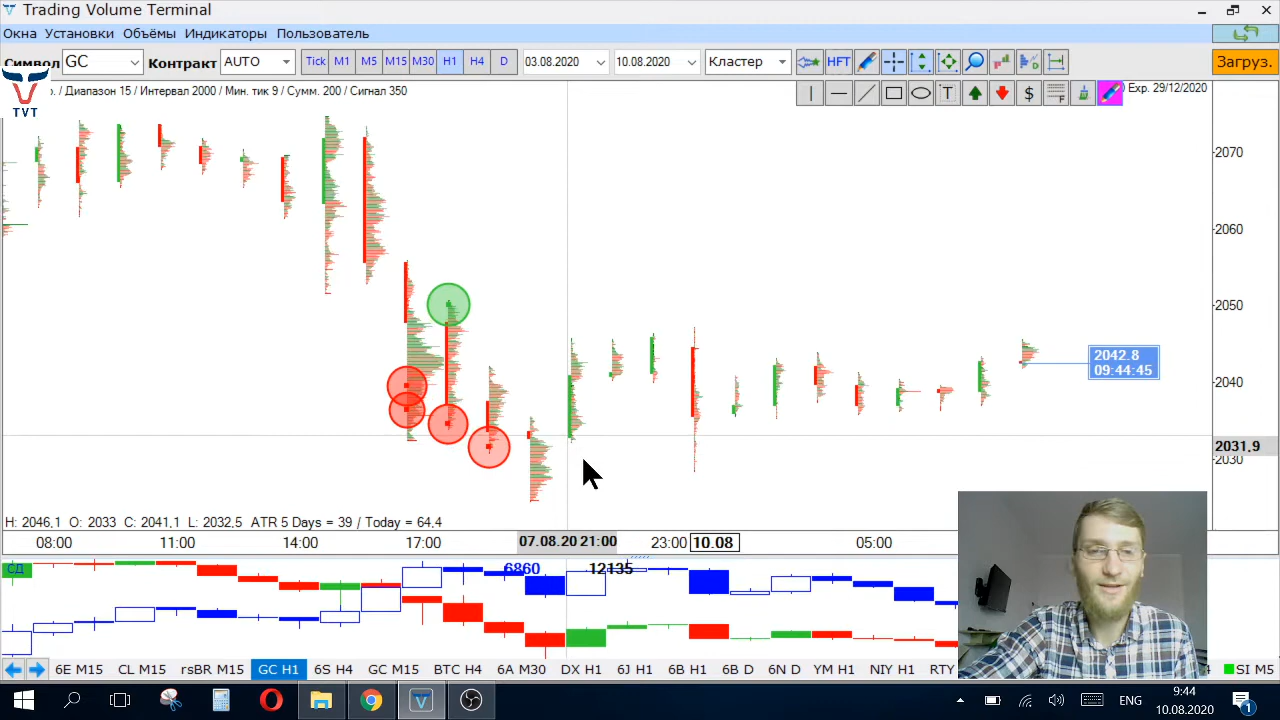 Trading Volume Terminal
Окна Установки Объёмы Индикаторы Пользователь
Символ GC Контракт AUTO Tick M1 M5 M15 M30 H1 H4 D 03.08.2020 10.08.2020 Кластер HFT Загруз.
/ Диапазон 15 / Интервал 2000 / Мин. тик 9 / Сумм. 200 / Сигнал 350
T $ F Exp. 29/12/2020
TVT
2070
2060
2050
2042.8
09:44:45
2040
2031.9
2030
H: 2046,1 O: 2033 C: 2041,1 L: 2032,5 ATR 5 Days = 39 / Today = 64.4
08:00 11:00 14:00 17:00 07.08.20 21:00 23:00 10.08 05:00
СД 6860 12135
6E M15 CL M15 rsBR M15 GC H1 6S H4 GC M15 BTC H4 6A M30 DX H1 6J H1 6B H1 6B D 6N D YM H1 NIY H1 RTY 4 SI M5
ENG 9:44
10.08.2020 1